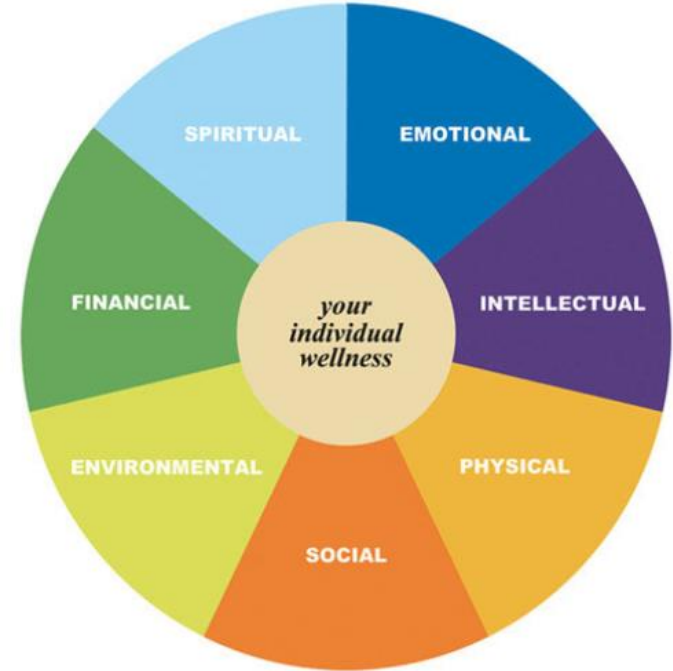 SPIRITUAL
EMOTIONAL
FINANCIAL
your
individual
wellness
INTELLECTUAL
ENVIRONMENTAL
PHYSICAL
SOCIAL